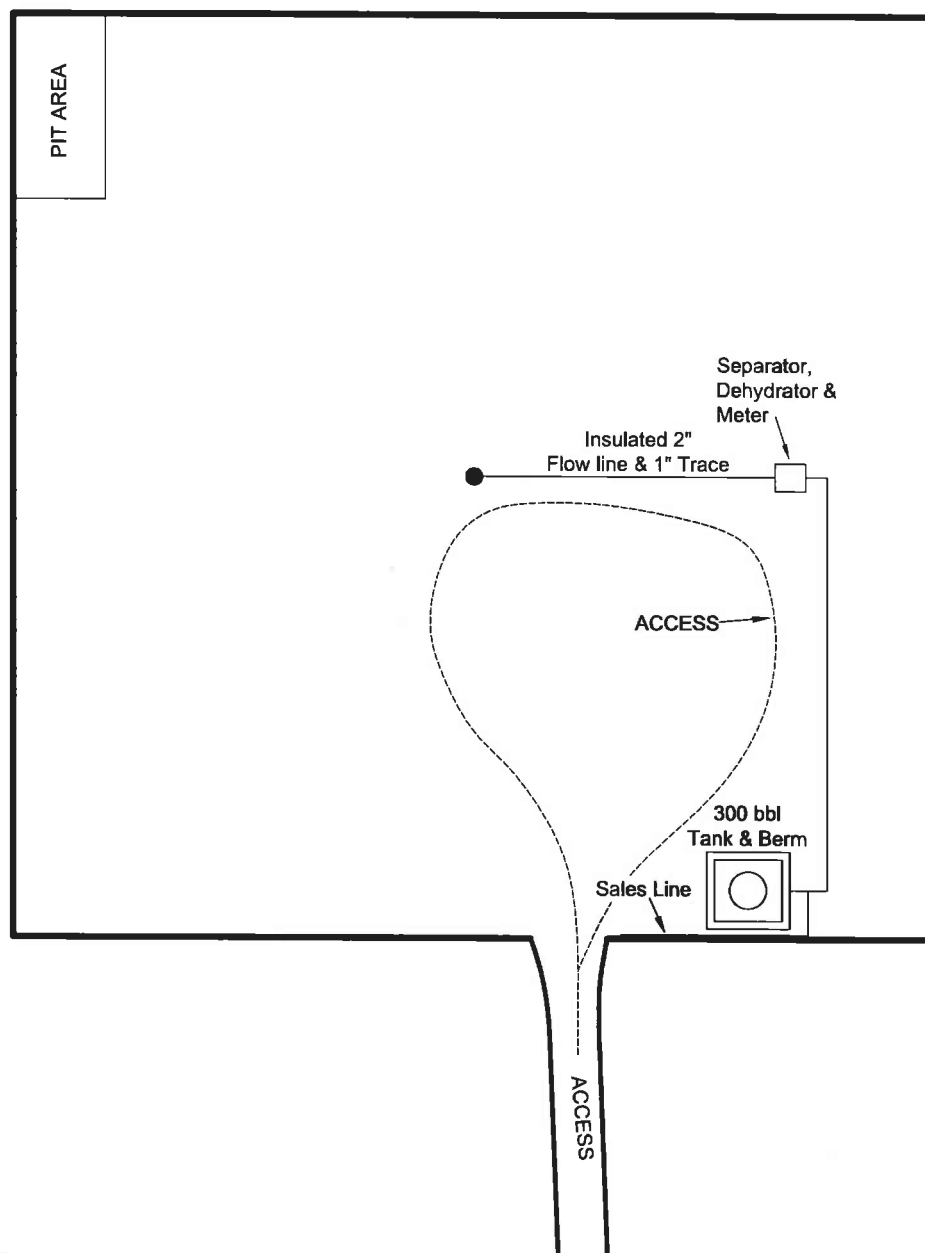 PIT AREA
Separator,
Dehydrator &
Meter
Insulated 2"
Flow line & 1" Trace
ACCESS
300 bbl
Tank & Berm
Sales Line
ACCESS